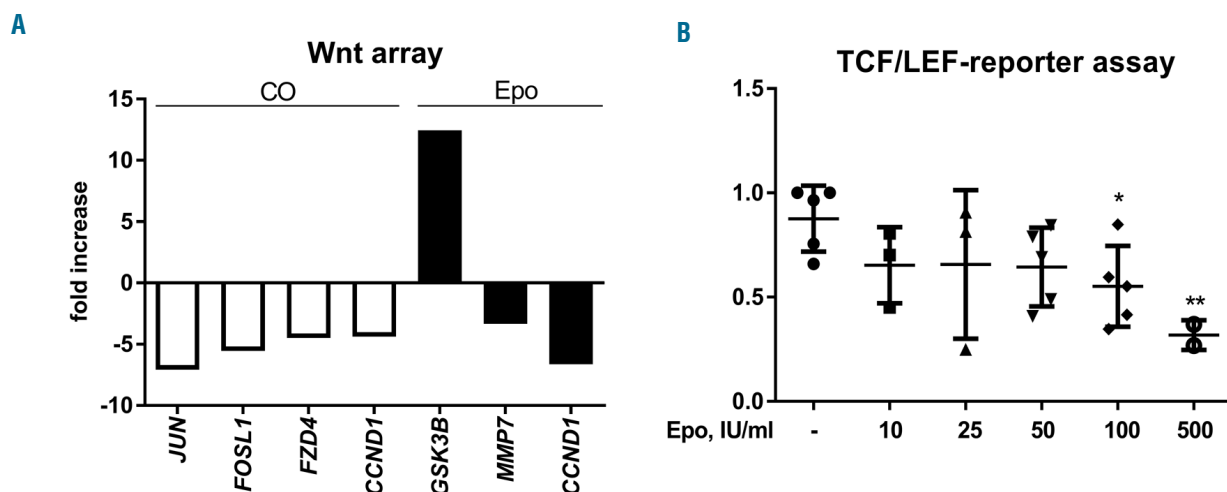 A
Wnt array
CO
Epo
fold increase
15
10
5
0
-5
-10
JUN
FOSL1
FZD4
CCND1
GSK3B
MMP7
CCND1
B
TCF/LEF-reporter assay
1.5
1.0
0.5
0.0
*
**
Epo, IU/ml - 10 25 50 100 500